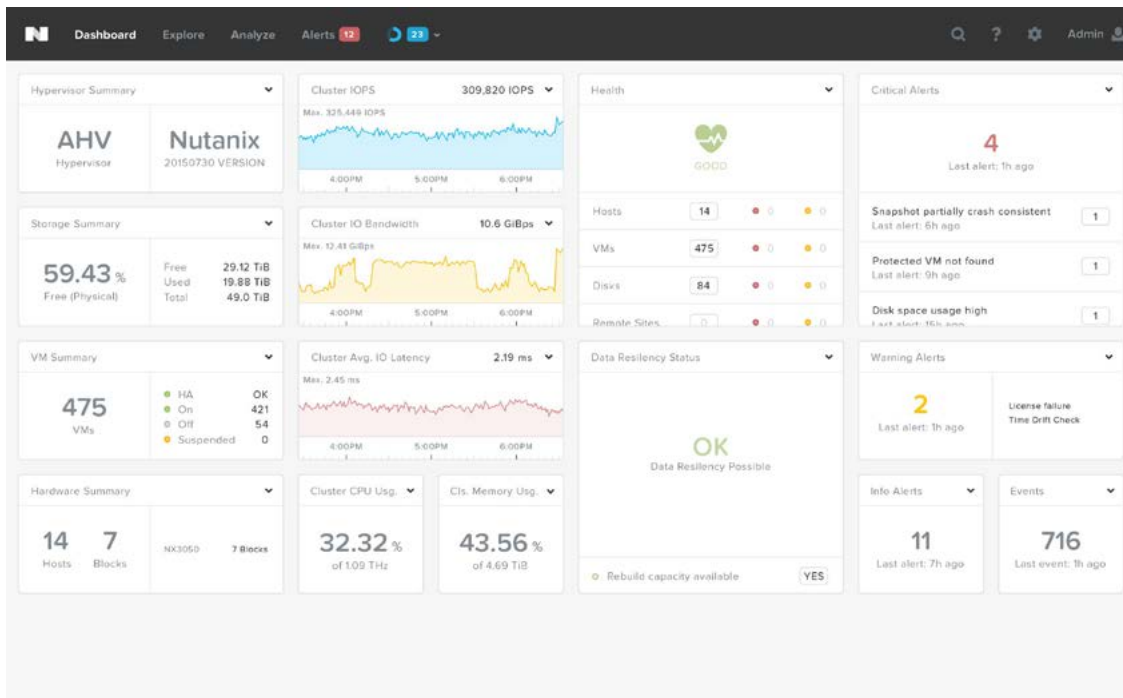 Dashboard Explore Analyze Alerts 12 23 ? Admin
Hypervisor Summary
AHV
Hypervisor
Nutanix
20150730 VERSION
Cluster IOPS 309,820 IOPS
Max. 325,449 IOPS
4:00PM 5:00PM 6:00PM
Health
GOOD
Hosts 14 0 0
VMs 475 0 0
Disks 84 0 0
Remote Sites 0 0 0
Critical Alerts
4
Last alert: 1h ago
Snapshot partially crash consistent 1
Last alert: 6h ago
Protected VM not found 1
Last alert: 9h ago
Disk space usage high 1
Last alert: 15h ago
Storage Summary
59.43 %
Free (Physical)
Free 29.12 TiB
Used 19.88 TiB
Total 49.0 TiB
Cluster IO Bandwidth 10.6 GiBps
Max. 12.41 GiBps
4:00PM 5:00PM 6:00PM
VM Summary
475
VMs
HA OK
On 421
Off 54
Suspended 0
Cluster Avg. IO Latency 2.19 ms
Max. 2.45 ms
4:00PM 5:00PM 6:00PM
Data Resilency Status
OK
Data Resilency Possible
Rebuild capacity available YES
Warning Alerts
2
Last alert: 1h ago
License failure
Time Drift Check
Hardware Summary
14
Hosts
7
Blocks
NX3050 7 Blocks
Cluster CPU Usg.
32.32 %
of 1.09 THz
Cls. Memory Usg.
43.56 %
of 4.69 TiB
Info Alerts
11
Last alert: 7h ago
Events
716
Last event: 1h ago